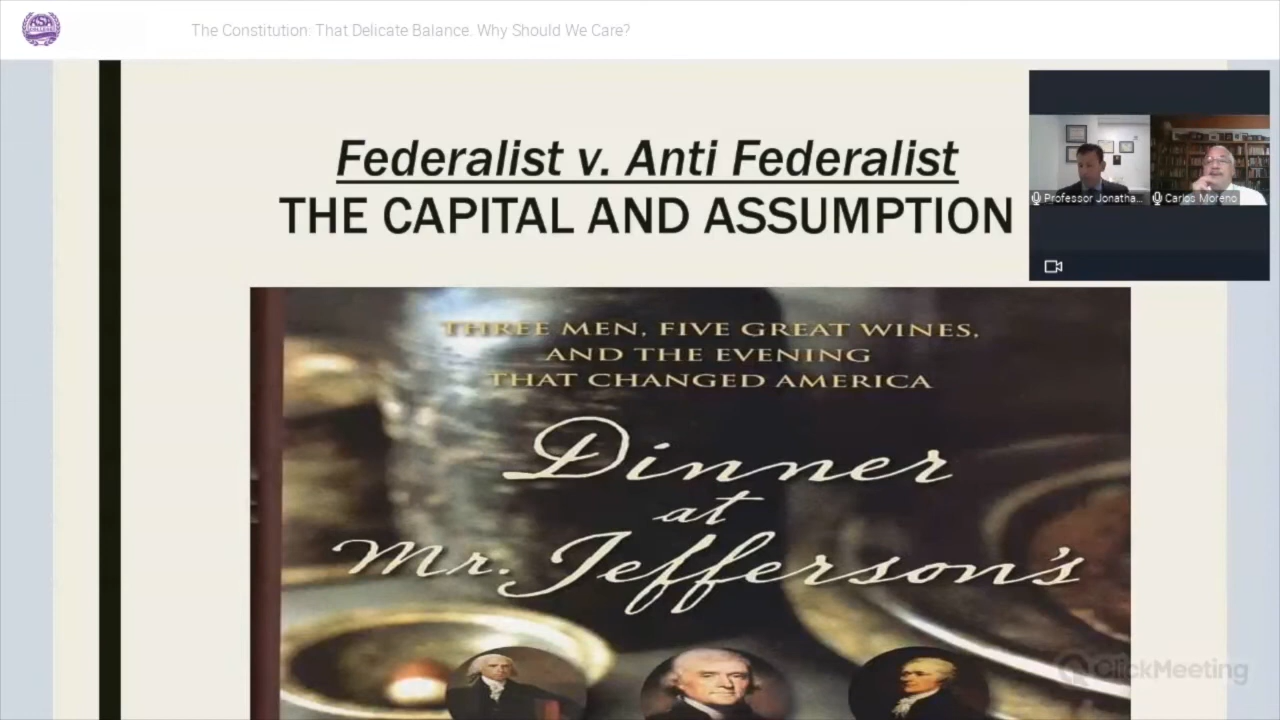 The Constitution: That Delicate Balance. Why Should We Care?
Federalist v. Anti Federalist
THE CAPITAL AND ASSUMPTION
Professor Jonatha...
Carlos Moreno
THREE MEN, FIVE GREAT WINES,
AND THE EVENING
THAT CHANGED AMERICA
Dinner
at
Mr. Jefferson's
ClickMeeting